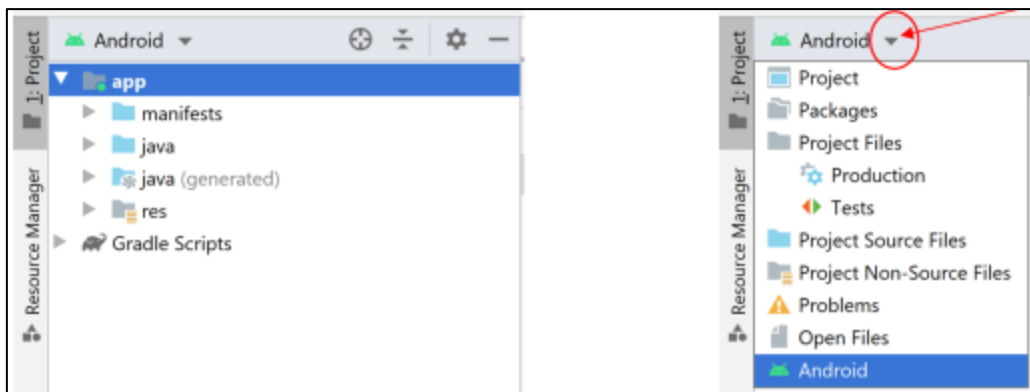 1: Project
Resource Manager
Android
app
manifests
java
java (generated)
res
Gradle Scripts
1: Project
Resource Manager
Android
Project
Packages
Project Files
Production
Tests
Project Source Files
Project Non-Source Files
Problems
Open Files
Android